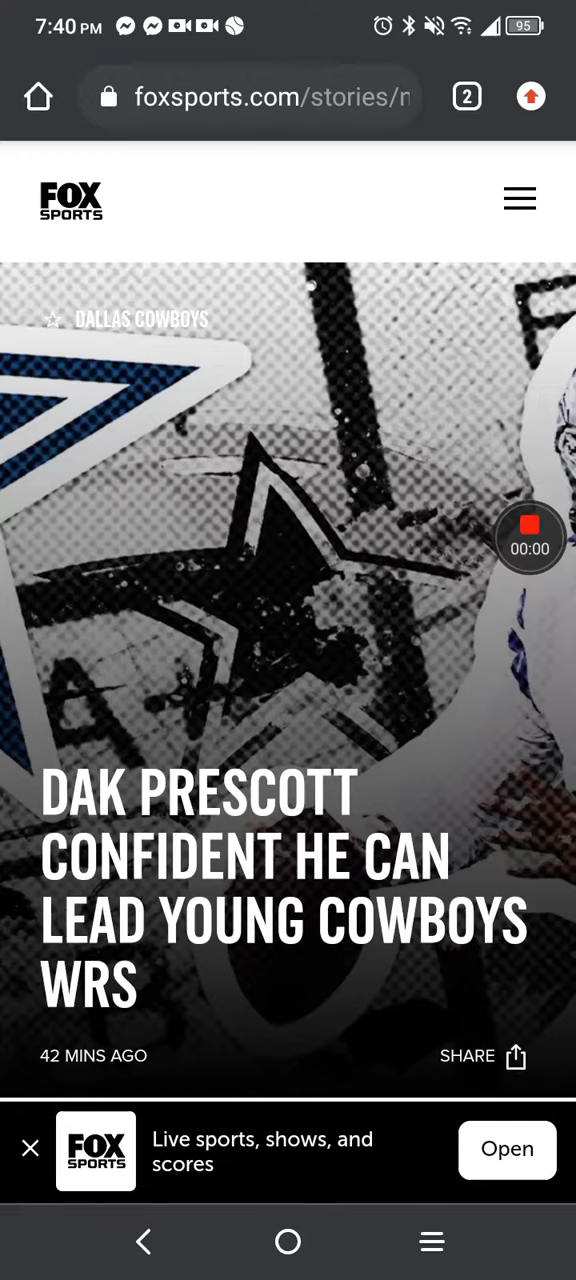 7:40 PM
95
foxsports.com/stories/n
2
FOX
SPORTS
DALLAS COWBOYS
00:00
DAK PRESCOTT
CONFIDENT HE CAN
LEAD YOUNG COWBOYS
WRS
42 MINS AGO
SHARE
FOX
SPORTS
Live sports, shows, and
scores
Open